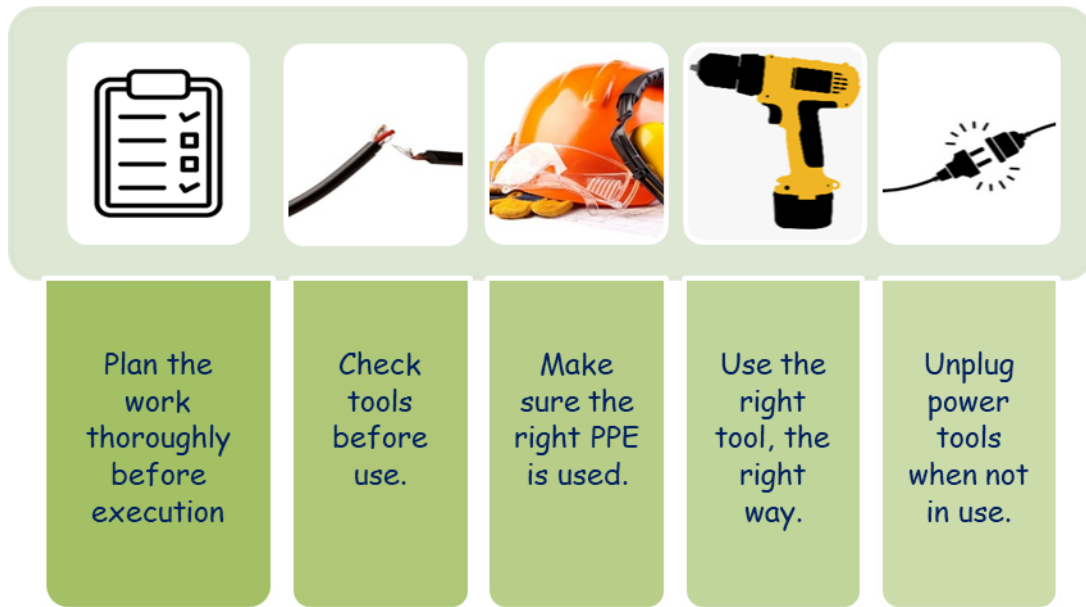 Plan the
work
thoroughly
before
execution
Check
tools
before
use.
Make
sure the
right PPE
is used.
Use the
right
tool, the
right
way.
Unplug
power
tools
when not
in use.